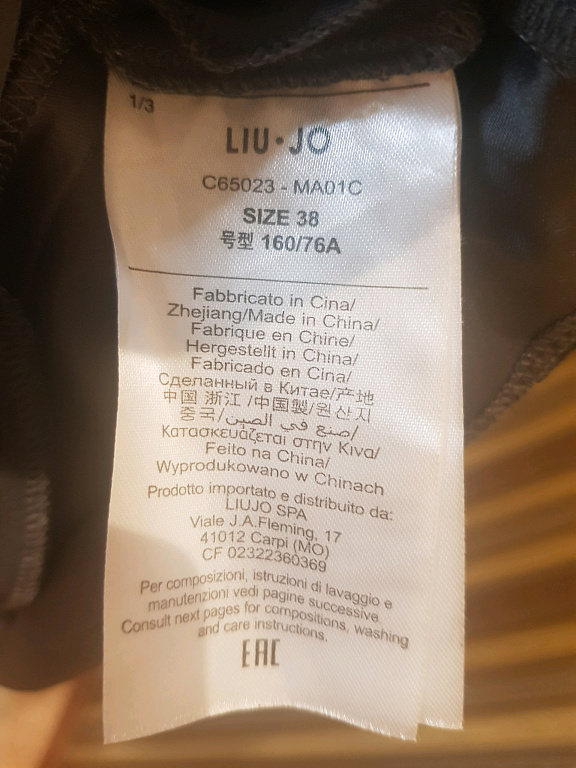 1/3
LIU·JO
C65023 - MA01C
SIZE 38
号型 160/76A
Fabbricato in Cina/
Zhejiang/Made in China/
Fabrique en Chine/
Hergestellt in China/
Fabricado en Cina/
Сделанный в Китае/产地
中国 浙江 /中国製/원산지
중국/صنع في الصين/
Κατασκευάζεται στην Κινα/
Feito na China/
Wyprodukowano w Chinach
Prodotto importato e distribuito da:
LIUJO SPA
Viale J.A.Fleming, 17
41012 Carpi (MO)
CF 02322360369
Per composizioni, istruzioni di lavaggio e
manutenzioni vedi pagine successive.
Consult next pages for compositions, washing
and care instructions.
EAC